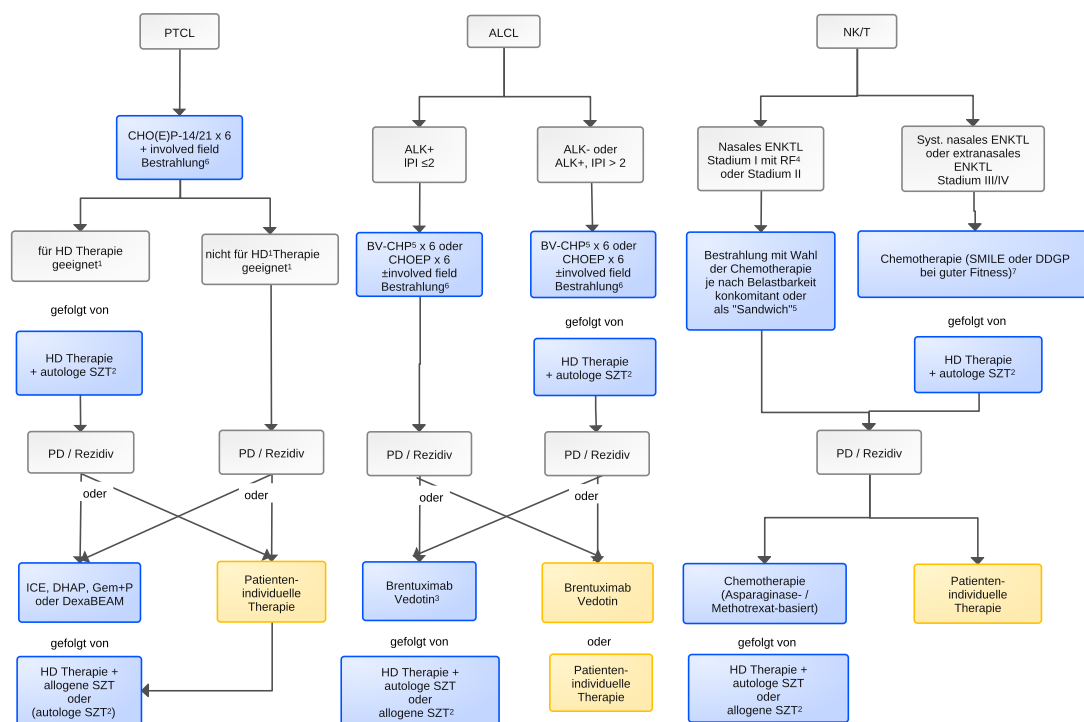 PTCL
CHO(E)P-14/21 x 6
+ involved field
Bestrahlung⁶
für HD Therapie
geeignet¹
nicht für HD¹Therapie
geeignet¹
gefolgt von
HD Therapie
+ autologe SZT²
PD / Rezidiv
PD / Rezidiv
oder
oder
ICE, DHAP, Gem+P
oder DexaBEAM
Patienten-
individuelle
Therapie
gefolgt von
HD Therapie +
allogene SZT
oder
(autologe SZT²)
ALCL
ALK+
IPI ≤2
ALK- oder
ALK+, IPI > 2
BV-CHP⁵ x 6 oder
CHOEP x 6
±involved field
Bestrahlung⁶
BV-CHP⁵ x 6 oder
CHOEP x 6
±involved field
Bestrahlung⁶
gefolgt von
HD Therapie
+ autologe SZT²
PD / Rezidiv
PD / Rezidiv
oder
oder
Brentuximab
Vedotin³
Brentuximab
Vedotin
gefolgt von
oder
HD Therapie +
autologe SZT
oder
allogene SZT²
Patienten-
individuelle
Therapie
NK/T
Nasales ENKTL
Stadium I mit RF⁴
oder Stadium II
Syst. nasales ENKTL
oder extranasales
ENKTL
Stadium III/IV
Bestrahlung mit Wahl
der Chemotherapie
je nach Belastbarkeit
konkomitant oder
als "Sandwich"⁵
Chemotherapie (SMILE oder DDGP
bei guter Fitness)⁷
gefolgt von
HD Therapie
+ autologe SZT²
PD / Rezidiv
Chemotherapie
(Asparaginase- /
Methotrexat-basiert)
Patienten-
individuelle
Therapie
gefolgt von
HD Therapie +
autologe SZT
oder
allogene SZT²